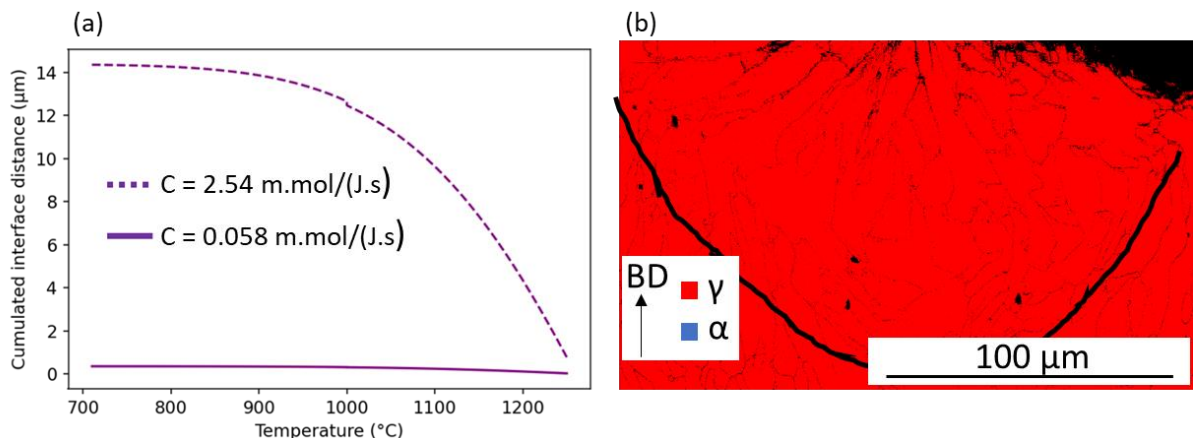 (a)
Cumulated interface distance (μm)
14
12
10
8
6
4
2
0
C = 2.54 m.mol/(J.s)
C = 0.058 m.mol/(J.s)
700 800 900 1000 1100 1200
Temperature (°C)
(b)
BD
γ
α
100 μm